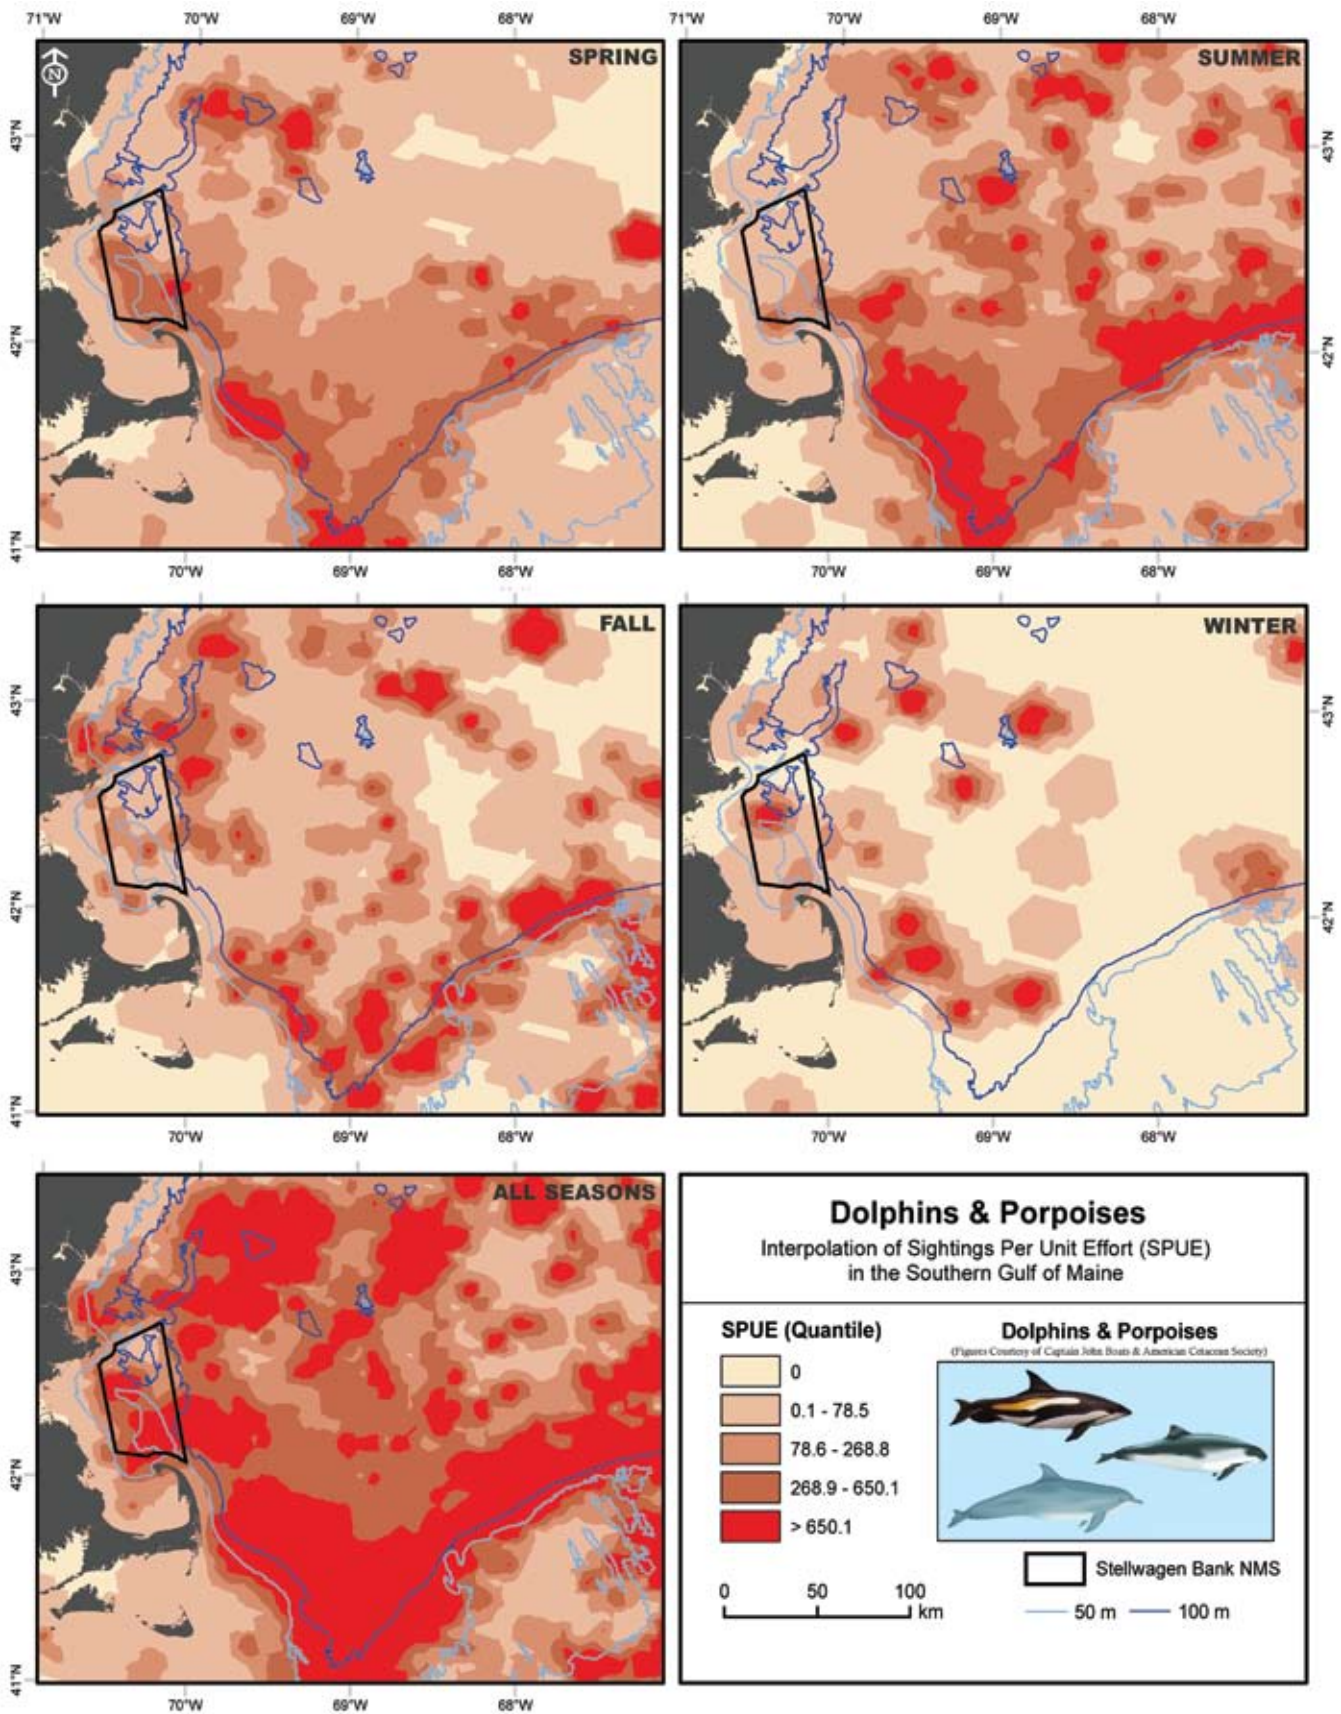 71°W 70°W 69°W 68°W 71°W 70°W 69°W 68°W
SPRING
SUMMER
N
43°N
43°N
42°N
42°N
41°N
70°W 69°W 68°W 70°W 69°W 68°W
FALL
WINTER
43°N
43°N
42°N
42°N
41°N
70°W 69°W 68°W 70°W 69°W 68°W
ALL SEASONS
43°N
42°N
41°N
70°W 69°W 68°W
Dolphins & Porpoises
Interpolation of Sightings Per Unit Effort (SPUE)
in the Southern Gulf of Maine
SPUE (Quantile)
0
0.1 - 78.5
78.6 - 268.8
268.9 - 650.1
> 650.1
Dolphins & Porpoises
(Figures Courtesy of Captain John Boats & American Cetacean Society)
Stellwagen Bank NMS
0 50 100
km
50 m 100 m